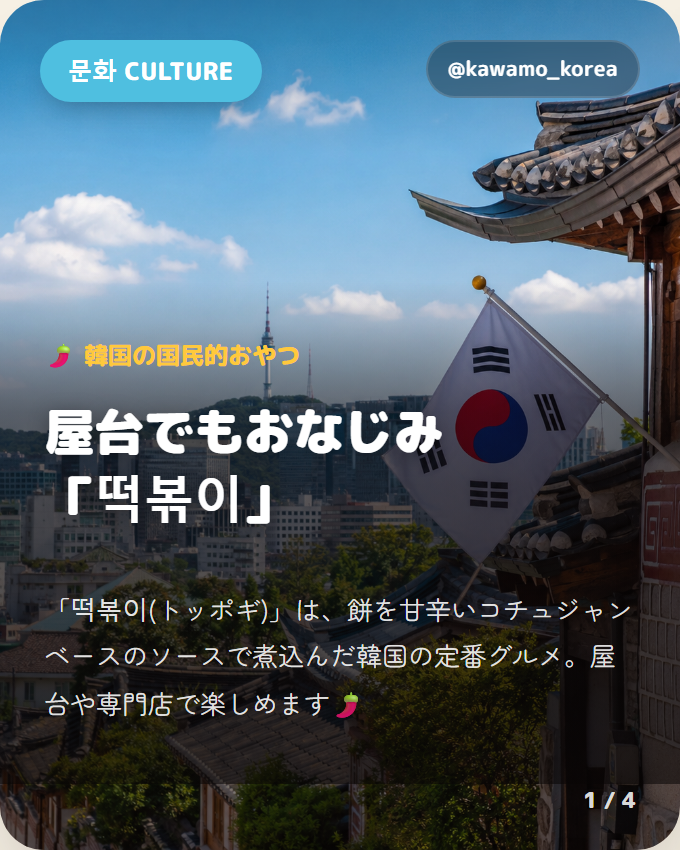 문화 CULTURE
@kawamo_korea
🌶️ 韓国の国民的おやつ
屋台でもおなじみ
「떡볶이」
「떡볶이(トッポギ)」は、餅を甘辛いコチュジャン
ベースのソースで煮込んだ韓国の定番グルメ。屋
台や専門店で楽しめます🌶️
1 / 4